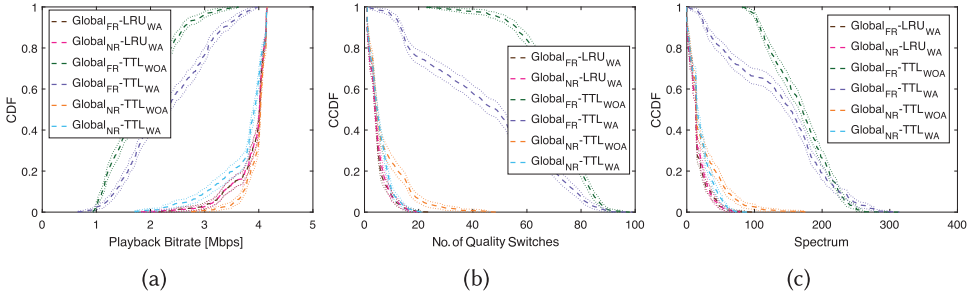 Global_FR-LRU_WA
Global_NR-LRU_WA
Global_FR-TTL_WOA
Global_FR-TTL_WA
Global_NR-TTL_WOA
Global_NR-TTL_WA
CDF
1
0.8
0.6
0.4
0.2
0
0 1 2 3 4 5
Playback Bitrate [Mbps]
(a)
Global_FR-LRU_WA
Global_NR-LRU_WA
Global_FR-TTL_WOA
Global_FR-TTL_WA
Global_NR-TTL_WOA
Global_NR-TTL_WA
CCDF
1
0.8
0.6
0.4
0.2
0
0 20 40 60 80 100
No. of Quality Switches
(b)
Global_FR-LRU_WA
Global_NR-LRU_WA
Global_FR-TTL_WOA
Global_FR-TTL_WA
Global_NR-TTL_WOA
Global_NR-TTL_WA
CCDF
1
0.8
0.6
0.4
0.2
0
0 100 200 300 400
Spectrum
(c)